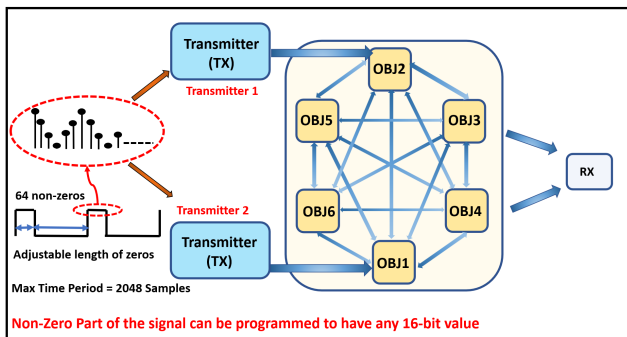 Transmitter
(TX)
Transmitter 1
OBJ2
OBJ5
OBJ3
RX
64 non-zeros
Transmitter 2
OBJ6
OBJ4
Transmitter
(TX)
Adjustable length of zeros
OBJ1
Max Time Period = 2048 Samples
Non-Zero Part of the signal can be programmed to have any 16-bit value